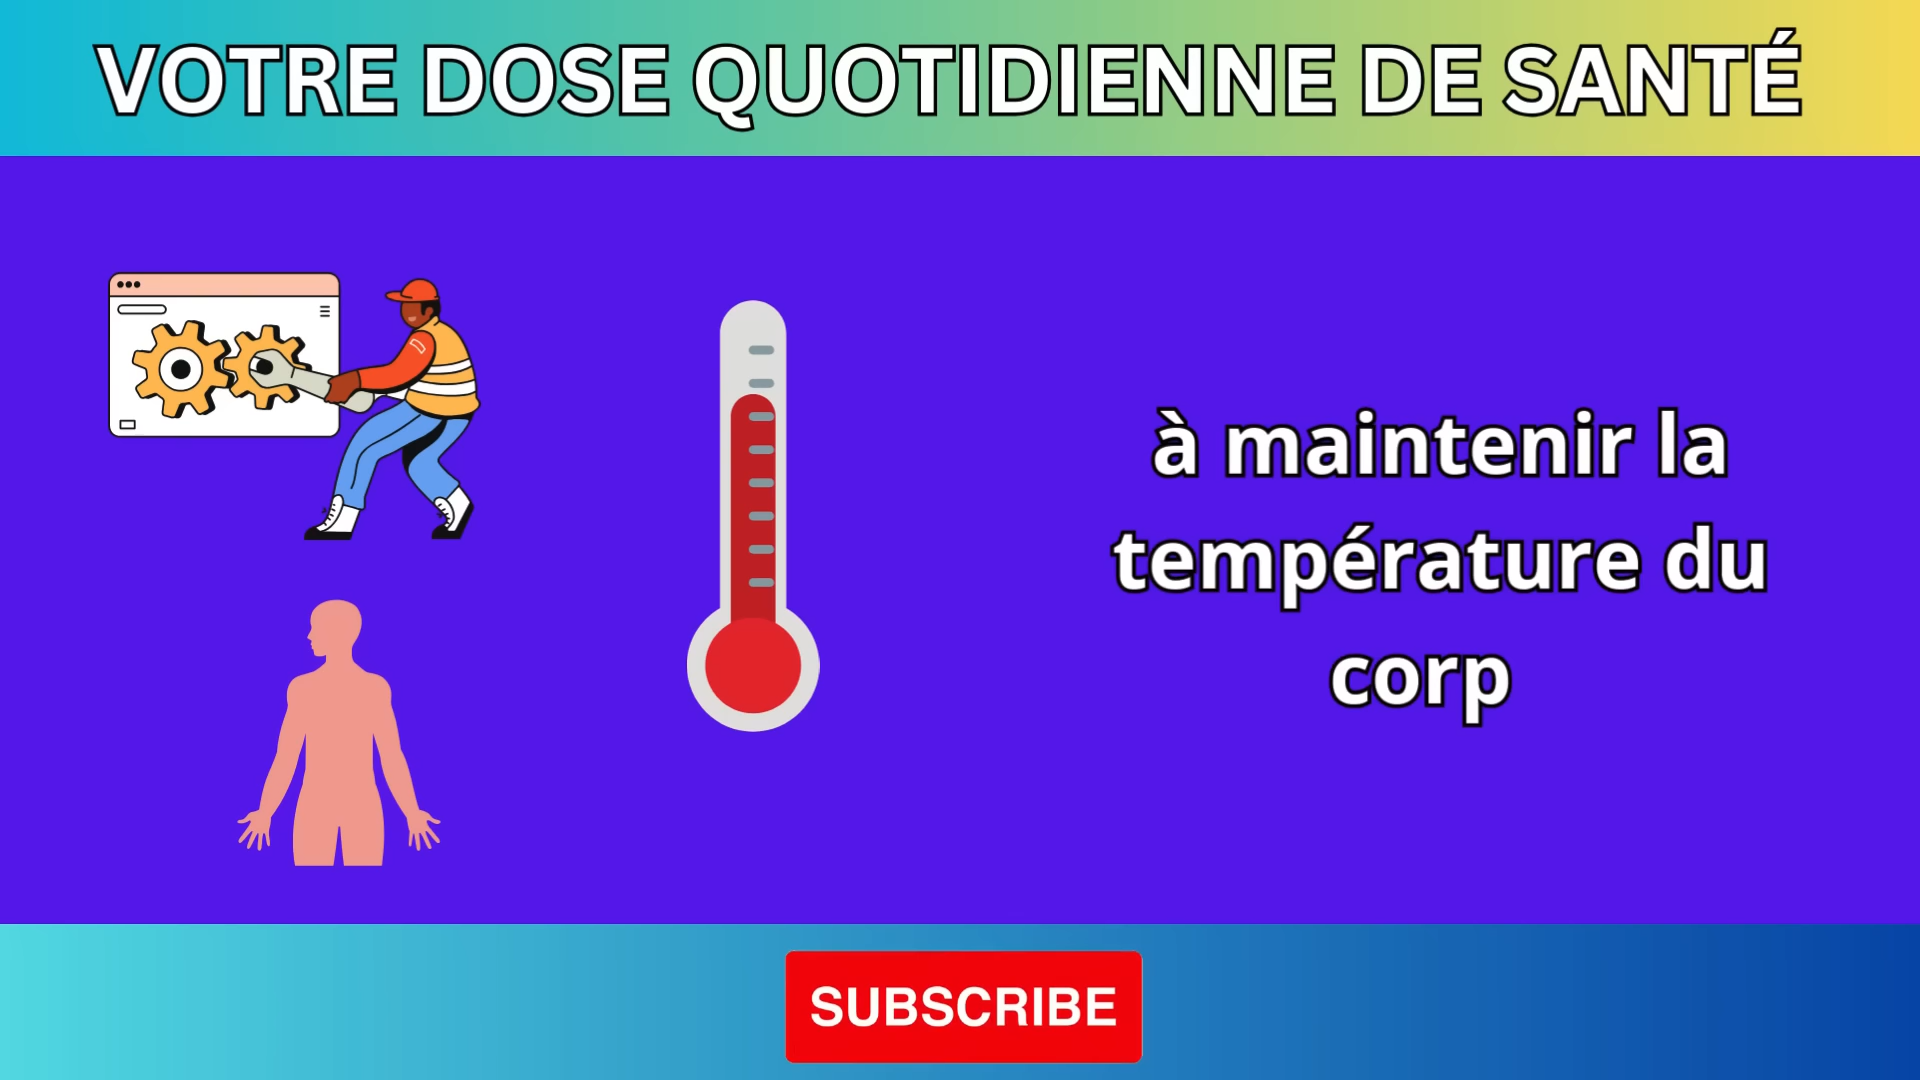 VOTRE DOSE QUOTIDIENNE DE SANTÉ
à maintenir la
température du
corp
SUBSCRIBE